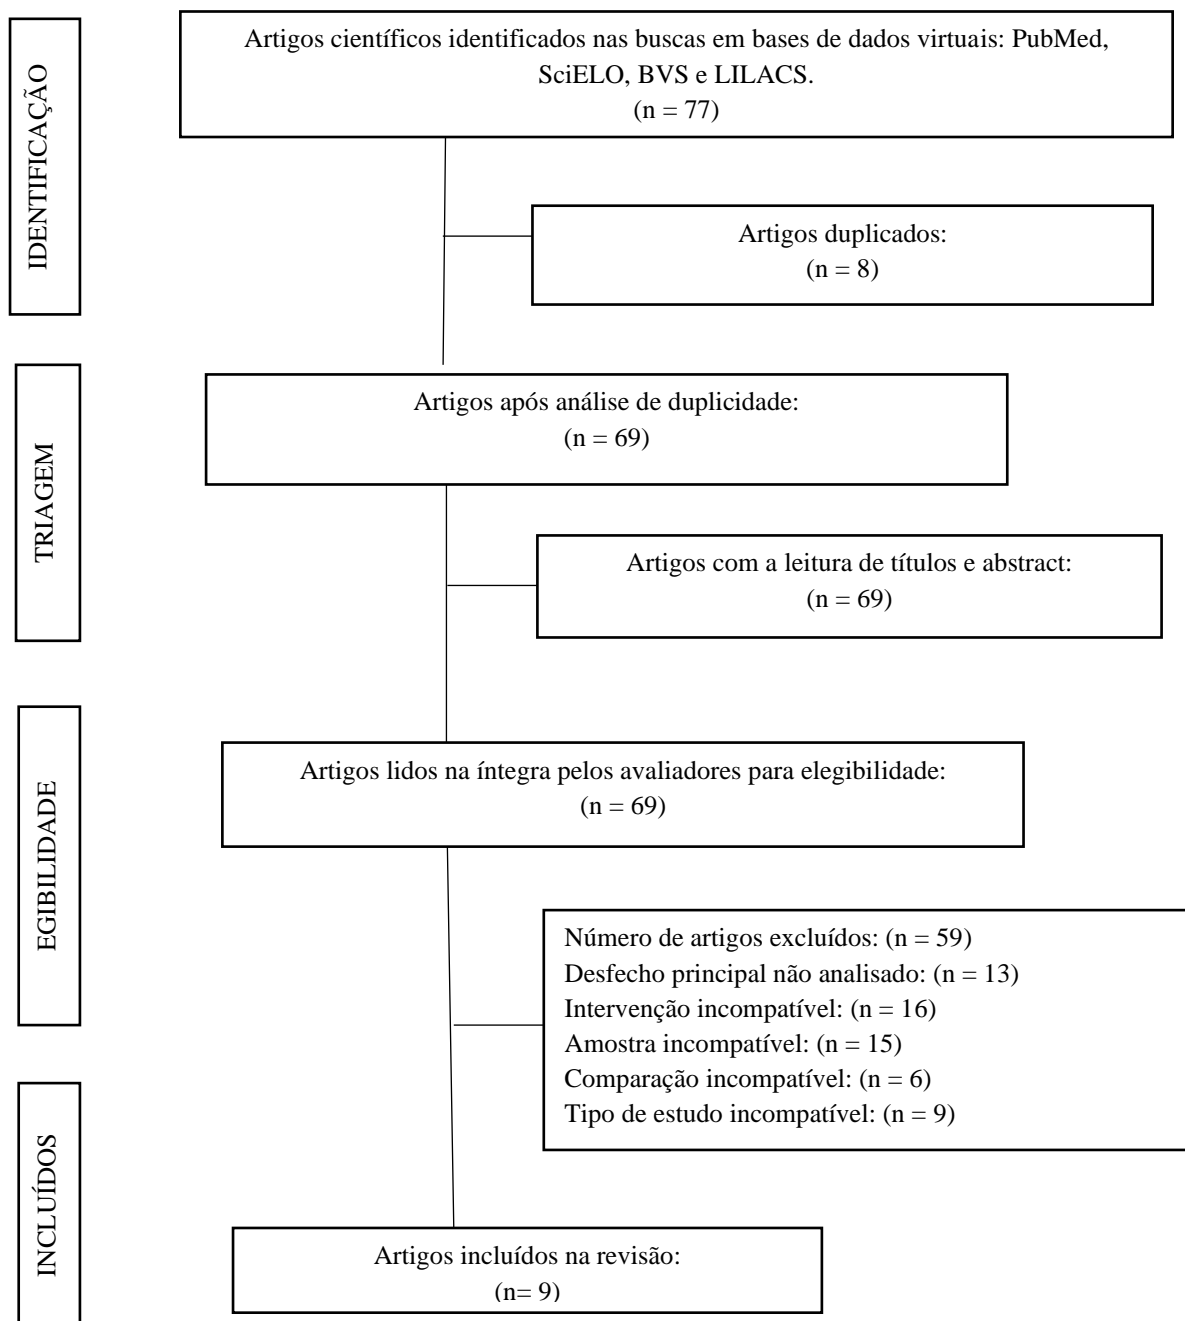 IDENTIFICAÇÃO
Artigos científicos identificados nas buscas em bases de dados virtuais: PubMed,
SciELO, BVS e LILACS.
(n = 77)
Artigos duplicados:
(n = 8)
TRIAGEM
Artigos após análise de duplicidade:
(n = 69)
Artigos com a leitura de títulos e abstract:
(n = 69)
EGIBILIDADE
Artigos lidos na íntegra pelos avaliadores para elegibilidade:
(n = 69)
Número de artigos excluídos: (n = 59)
Desfecho principal não analisado: (n = 13)
Intervenção incompatível: (n = 16)
Amostra incompatível: (n = 15)
Comparação incompatível: (n = 6)
Tipo de estudo incompatível: (n = 9)
INCLUÍDOS
Artigos incluídos na revisão:
(n= 9)